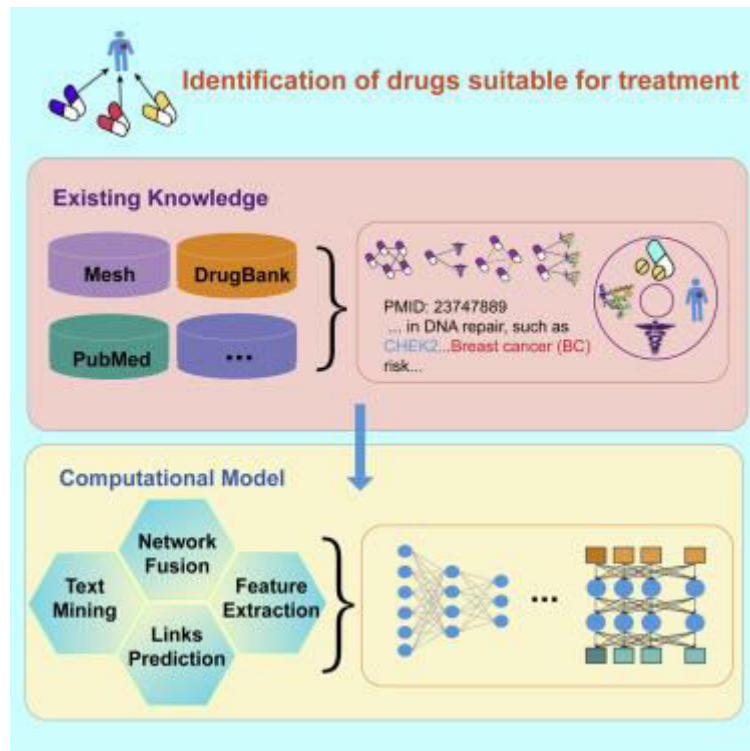 Identification of drugs suitable for treatment
Existing Knowledge
Mesh
DrugBank
PubMed
...
PMID: 23747889
... in DNA repair, such as
CHEK2...Breast cancer (BC)
risk...
Computational Model
Network
Fusion
Text
Mining
Feature
Extraction
Links
Prediction
...